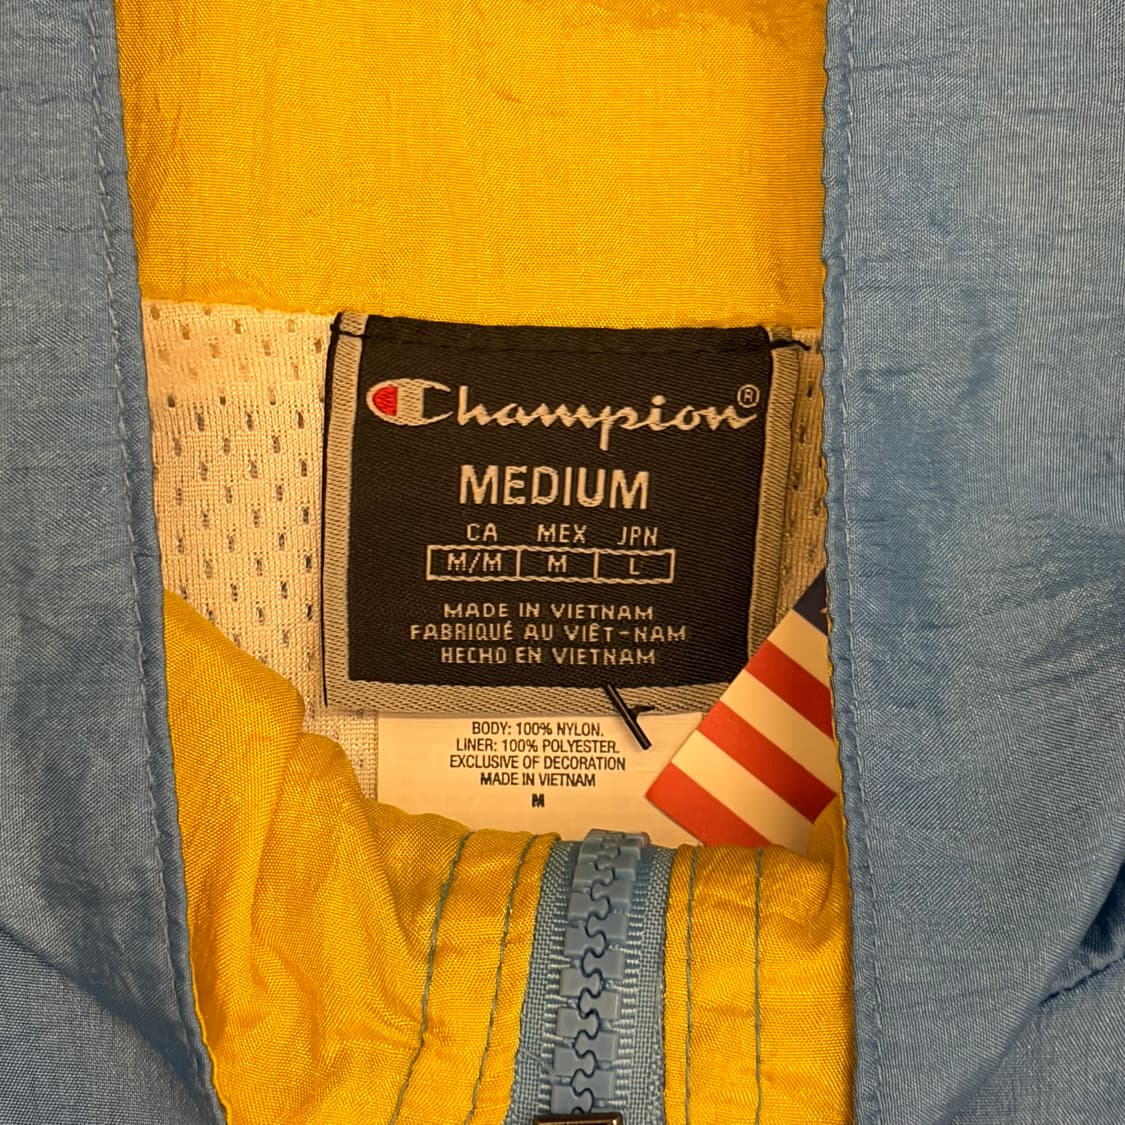 Champion®
MEDIUM
CA MEX JPN
M/M M L
MADE IN VIETNAM
FABRIQUÉ AU VIÊT-NAM
HECHO EN VIETNAM
BODY: 100% NYLON.
LINER: 100% POLYESTER.
EXCLUSIVE OF DECORATION
MADE IN VIETNAM
M